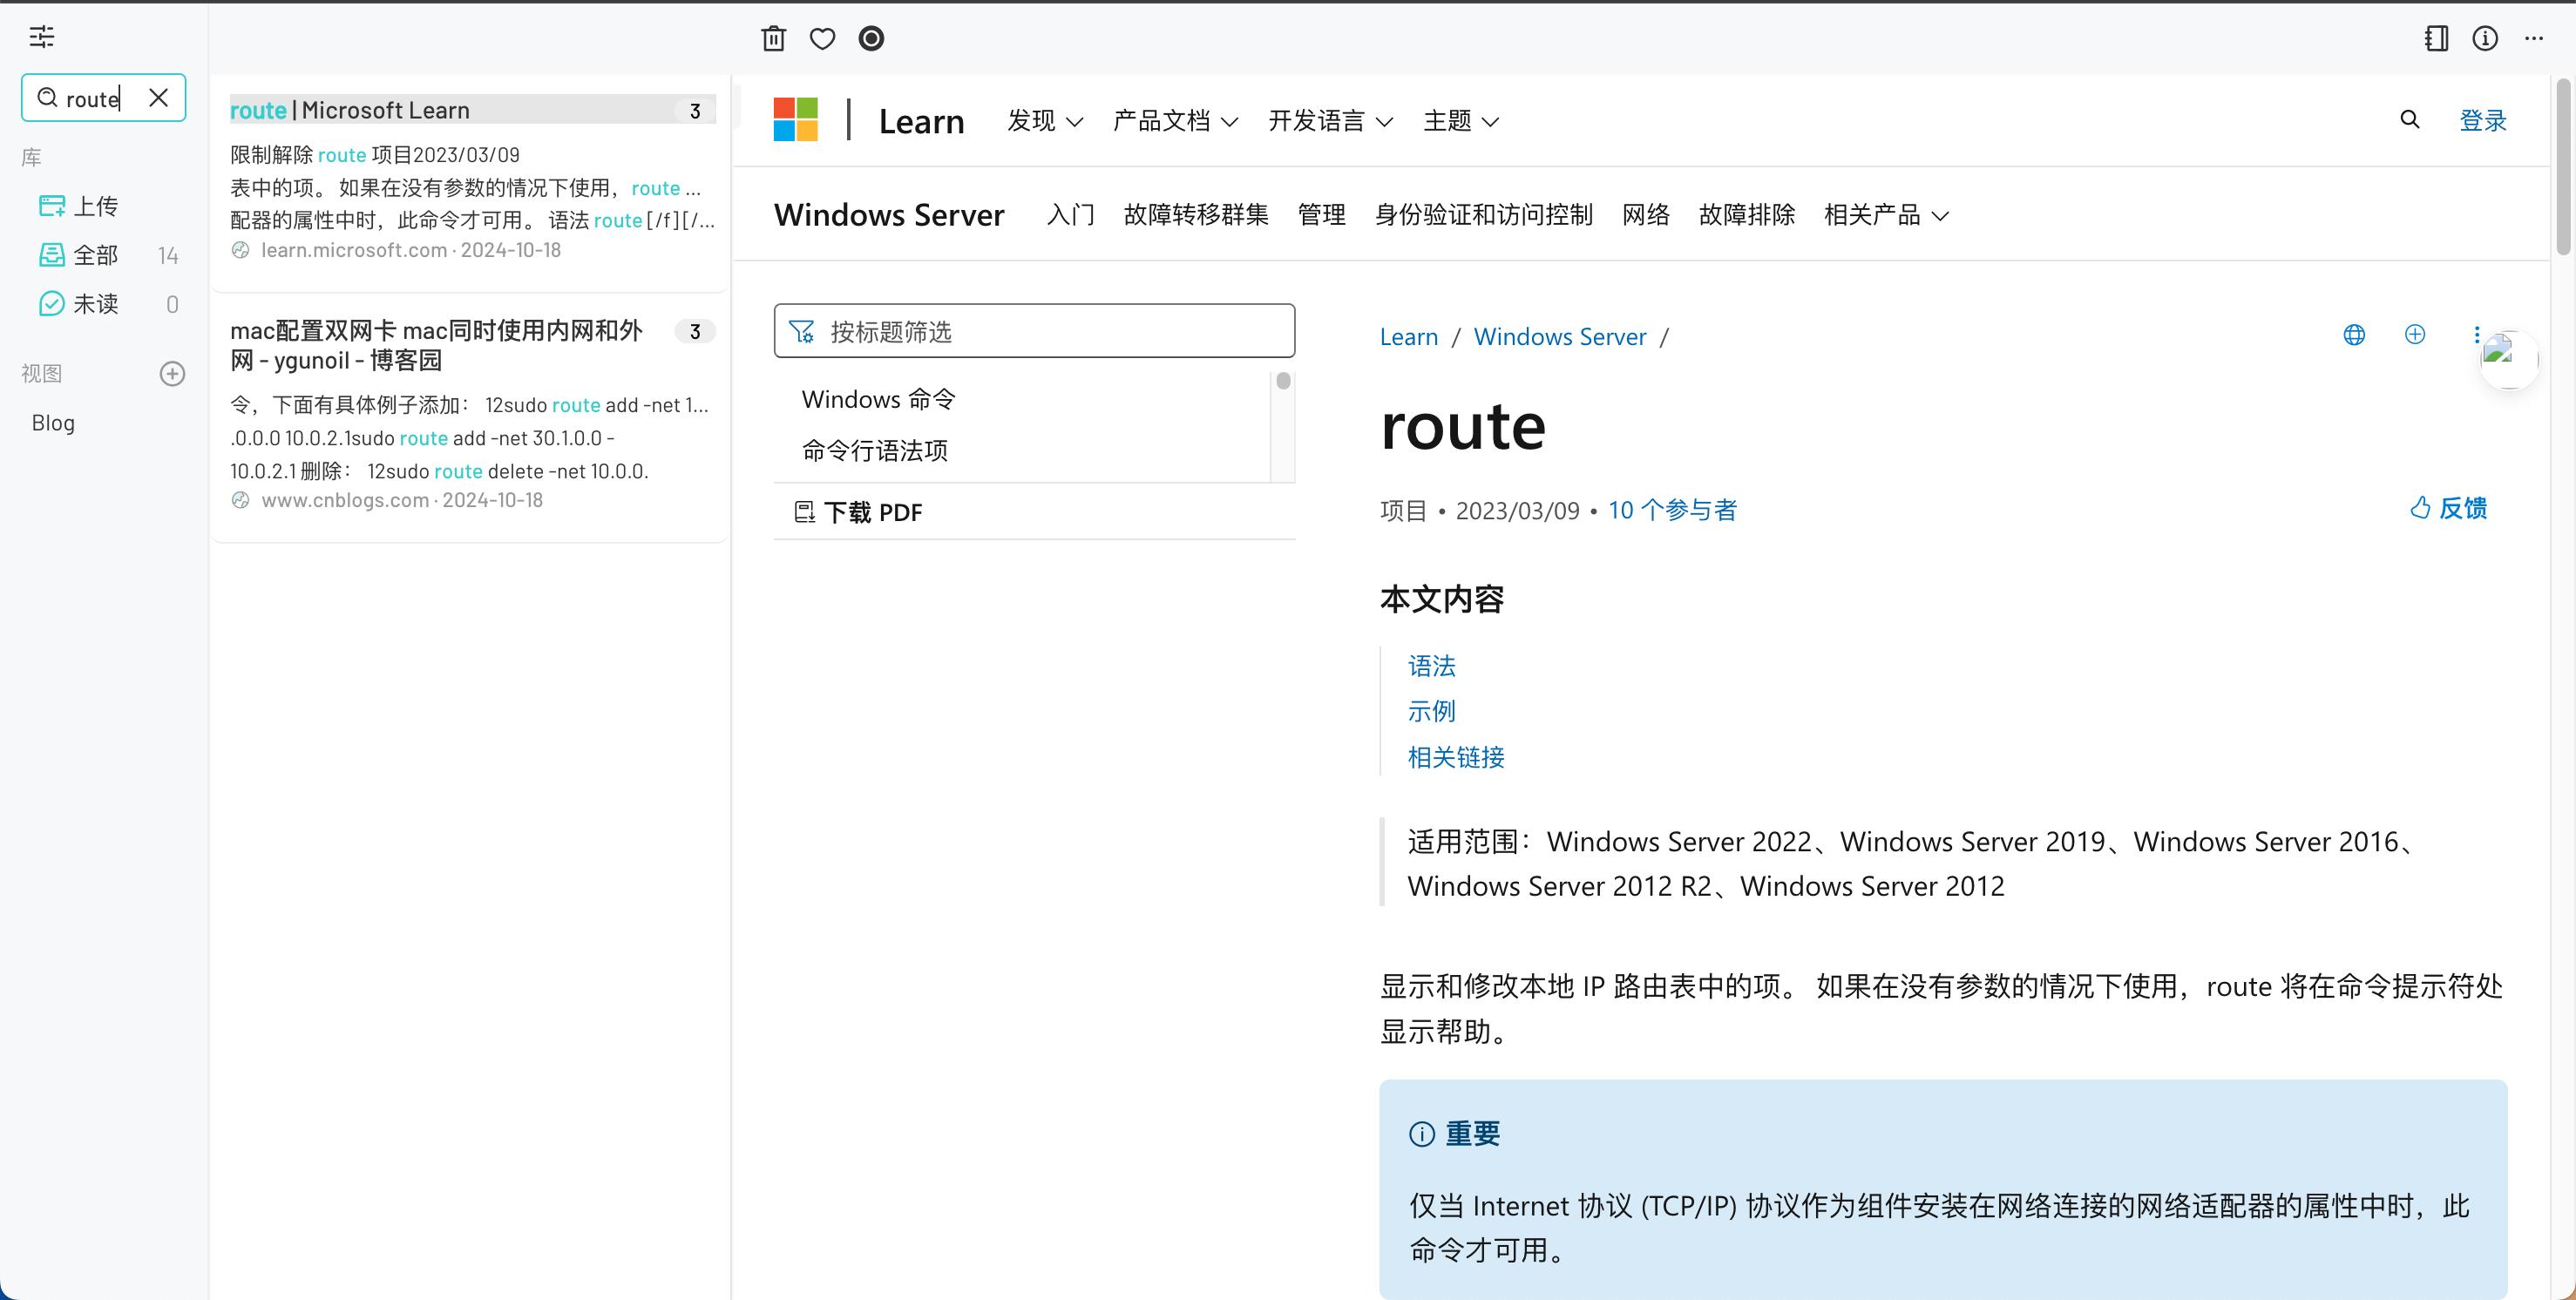 route
库
上传
全部 14
未读 0
视图
Blog
route | Microsoft Learn 3
限制解除 route 项目2023/03/09
表中的项。 如果在没有参数的情况下使用，route ...
配器的属性中时，此命令才可用。 语法 route [/f] [/...
learn.microsoft.com · 2024-10-18
mac配置双网卡 mac同时使用内网和外 3
网 - ygunoil - 博客园
令，下面有具体例子添加： 12sudo route add -net 1...
.0.0.0 10.0.2.1sudo route add -net 30.1.0.0 -
10.0.2.1 删除： 12sudo route delete -net 10.0.0.
www.cnblogs.com · 2024-10-18
Learn 发现 产品文档 开发语言 主题 登录
Windows Server 入门 故障转移群集 管理 身份验证和访问控制 网络 故障排除 相关产品
按标题筛选
Windows 命令
命令行语法项
下载 PDF
Learn / Windows Server /
route
项目 • 2023/03/09 • 10 个参与者 反馈
本文内容
语法
示例
相关链接
适用范围：Windows Server 2022、Windows Server 2019、Windows Server 2016、
Windows Server 2012 R2、Windows Server 2012
显示和修改本地 IP 路由表中的项。 如果在没有参数的情况下使用，route 将在命令提示符处
显示帮助。
重要
仅当 Internet 协议 (TCP/IP) 协议作为组件安装在网络连接的网络适配器的属性中时，此
命令才可用。